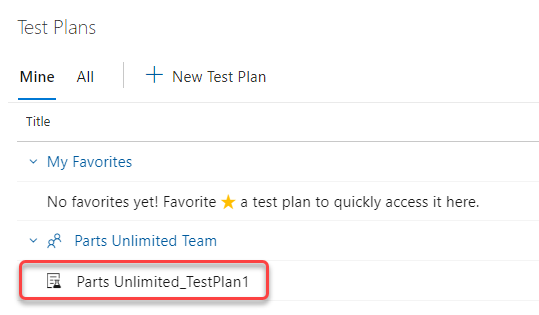 Test Plans
Mine All New Test Plan
Title
My Favorites
No favorites yet! Favorite a test plan to quickly access it here.
Parts Unlimited Team
Parts Unlimited_TestPlan1